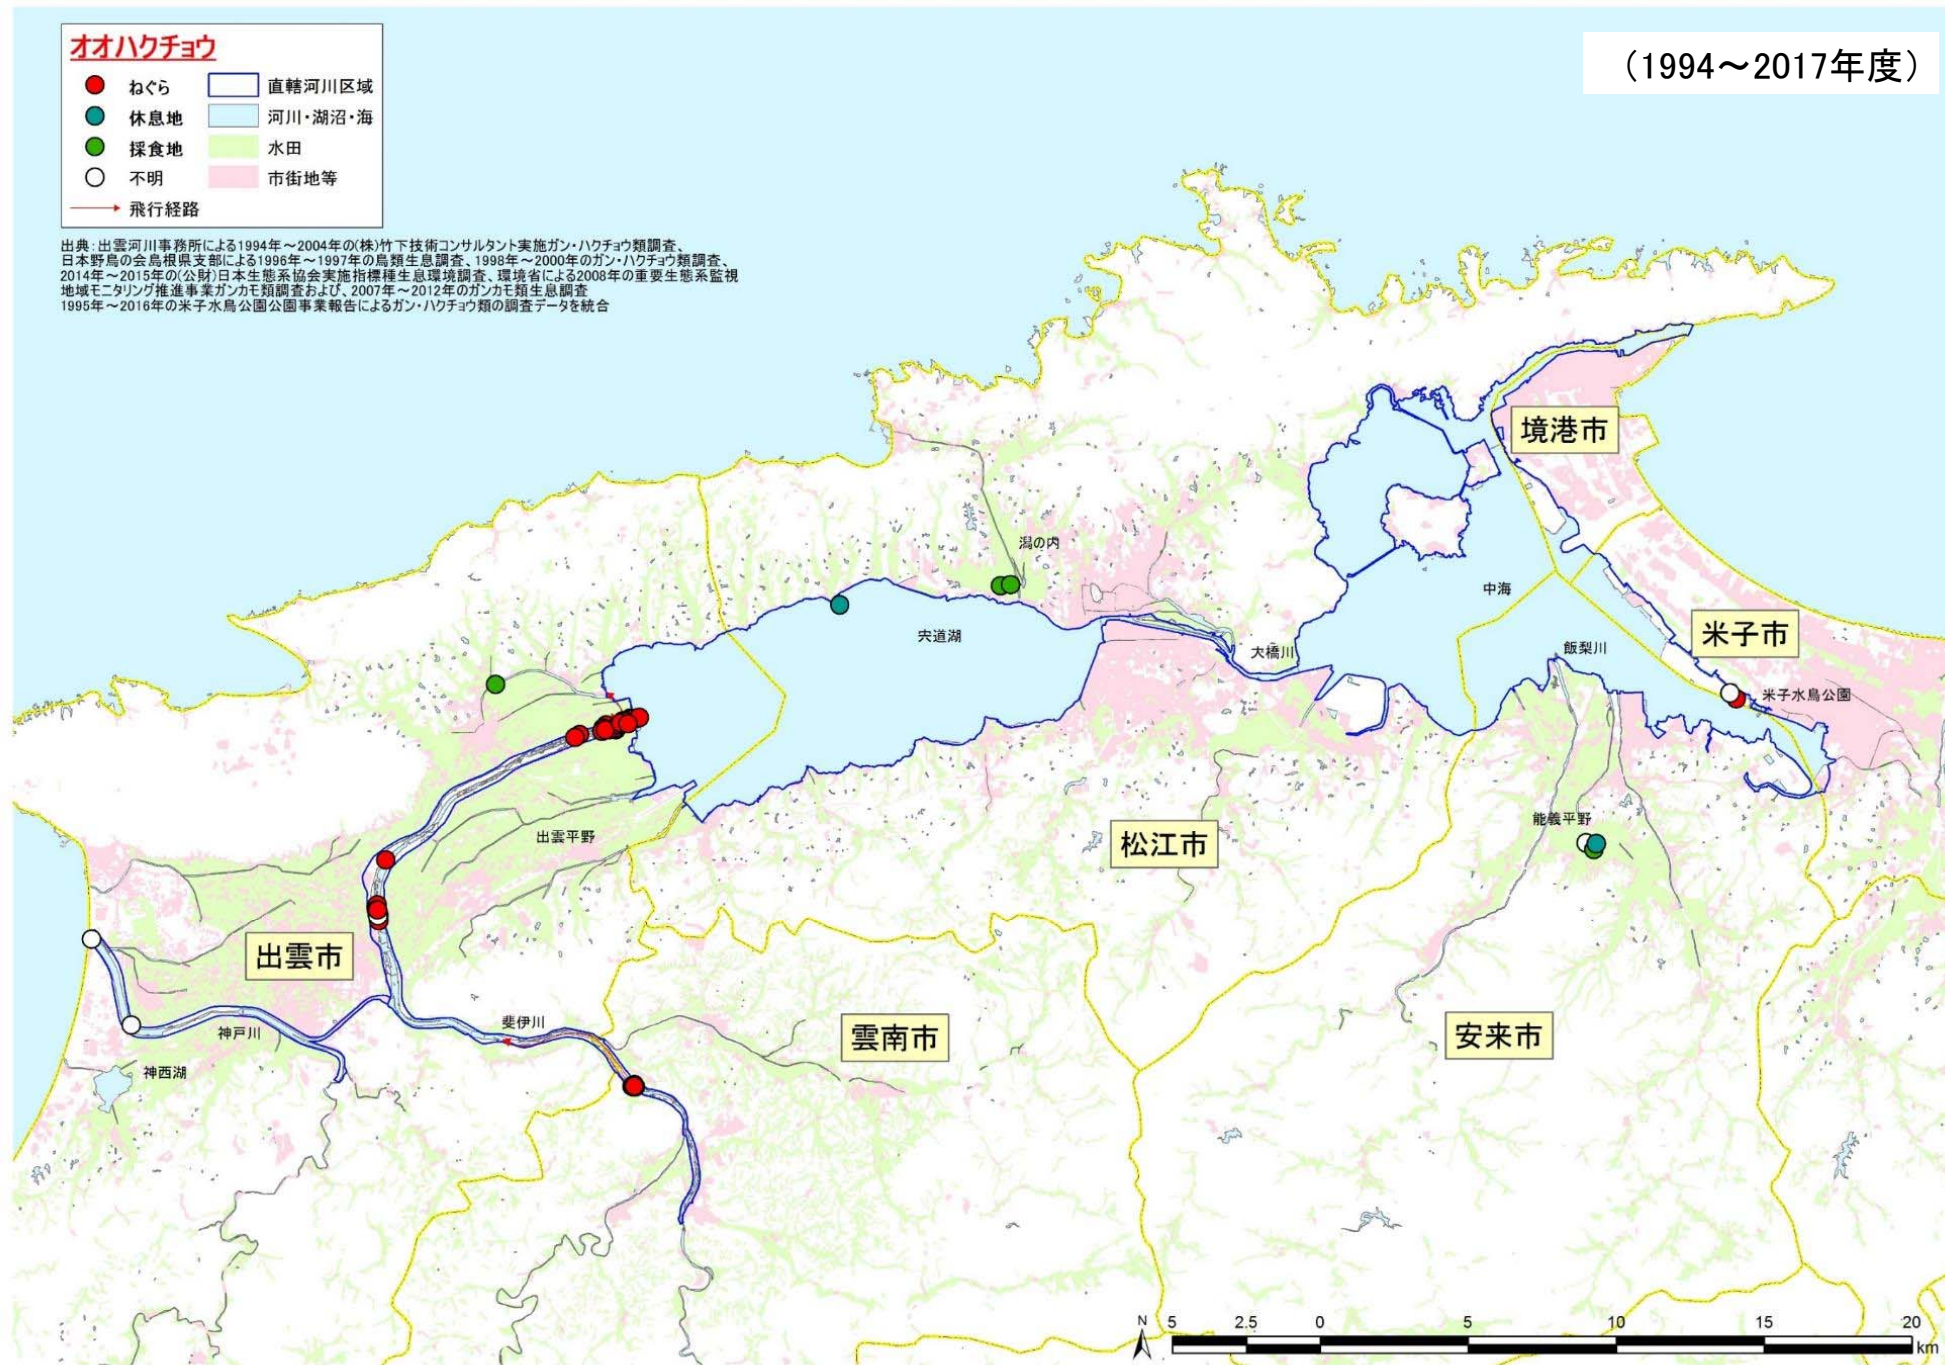 オオハクチョウ
ねぐら
直轄河川区域
休息地
河川・湖沼・海
採食地
水田
不明
市街地等
飛行経路
(1994～2017年度)
出典:出雲河川事務所による1994年～2004年の(株)竹下技術コンサルタント実施ガン・ハクチョウ類調査、
日本野鳥の会島根県支部による1996年～1997年の鳥類生息調査、1998年～2000年のガン・ハクチョウ類調査、
2014年～2015年の(公財)日本生態系協会実施指標種生息環境調査、環境省による2008年の重要生態系監視
地域モニタリング推進事業ガンカモ類調査および、2007年～2012年のガンカモ類生息調査
1995年～2016年の米子水鳥公園公園事業報告によるガン・ハクチョウ類の調査データを統合
境港市
潟の内
中海
宍道湖
大橋川
飯梨川
米子市
米子水鳥公園
出雲平野
松江市
能義平野
出雲市
斐伊川
神戸川
雲南市
安来市
神西湖
N
5 2.5 0 5 10 15 20
km